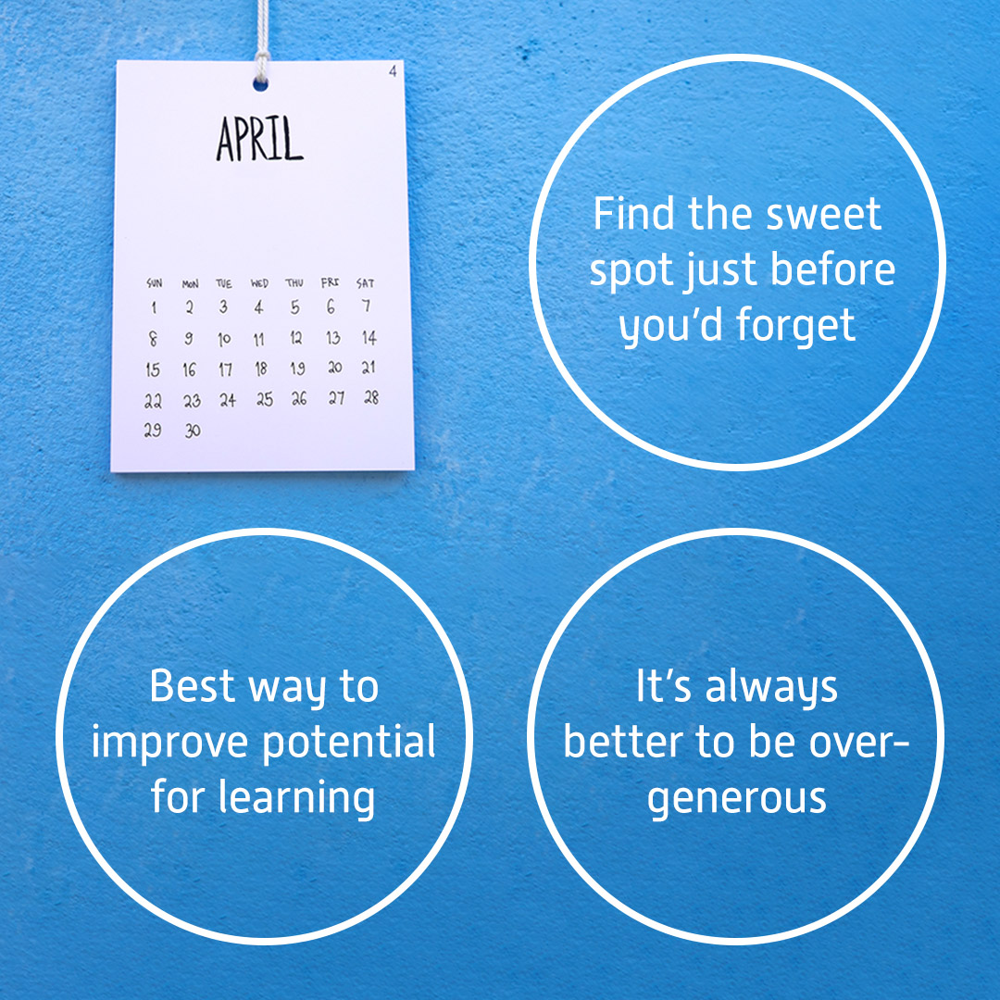 4
APRIL
SUN MON TUE WED THU FRI SAT
1 2 3 4 5 6 7
8 9 10 11 12 13 14
15 16 17 18 19 20 21
22 23 24 25 26 27 28
29 30
Find the sweet
spot just before
you’d forget
Best way to
improve potential
for learning
It’s always
better to be over-
generous